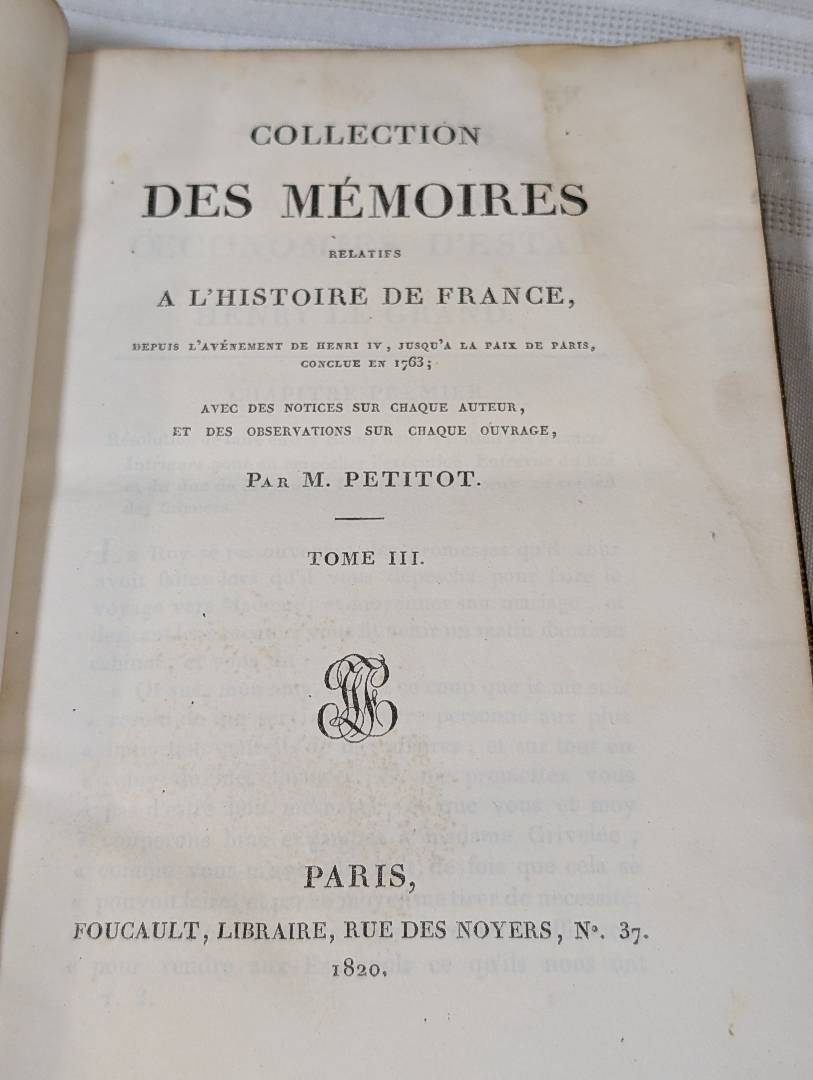 COLLECTION
DES MÉMOIRES
RELATIFS
A L'HISTOIRE DE FRANCE,
DEPUIS L'AVÉNEMENT DE HENRI IV, JUSQU'A LA PAIX DE PARIS,
CONCLUE EN 1763;
AVEC DES NOTICES SUR CHAQUE AUTEUR,
ET DES OBSERVATIONS SUR CHAQUE OUVRAGE,
PAR M. PETITOT.
TOME III.
PARIS,
FOUCAULT, LIBRAIRE, RUE DES NOYERS, Nº. 37.
1820.